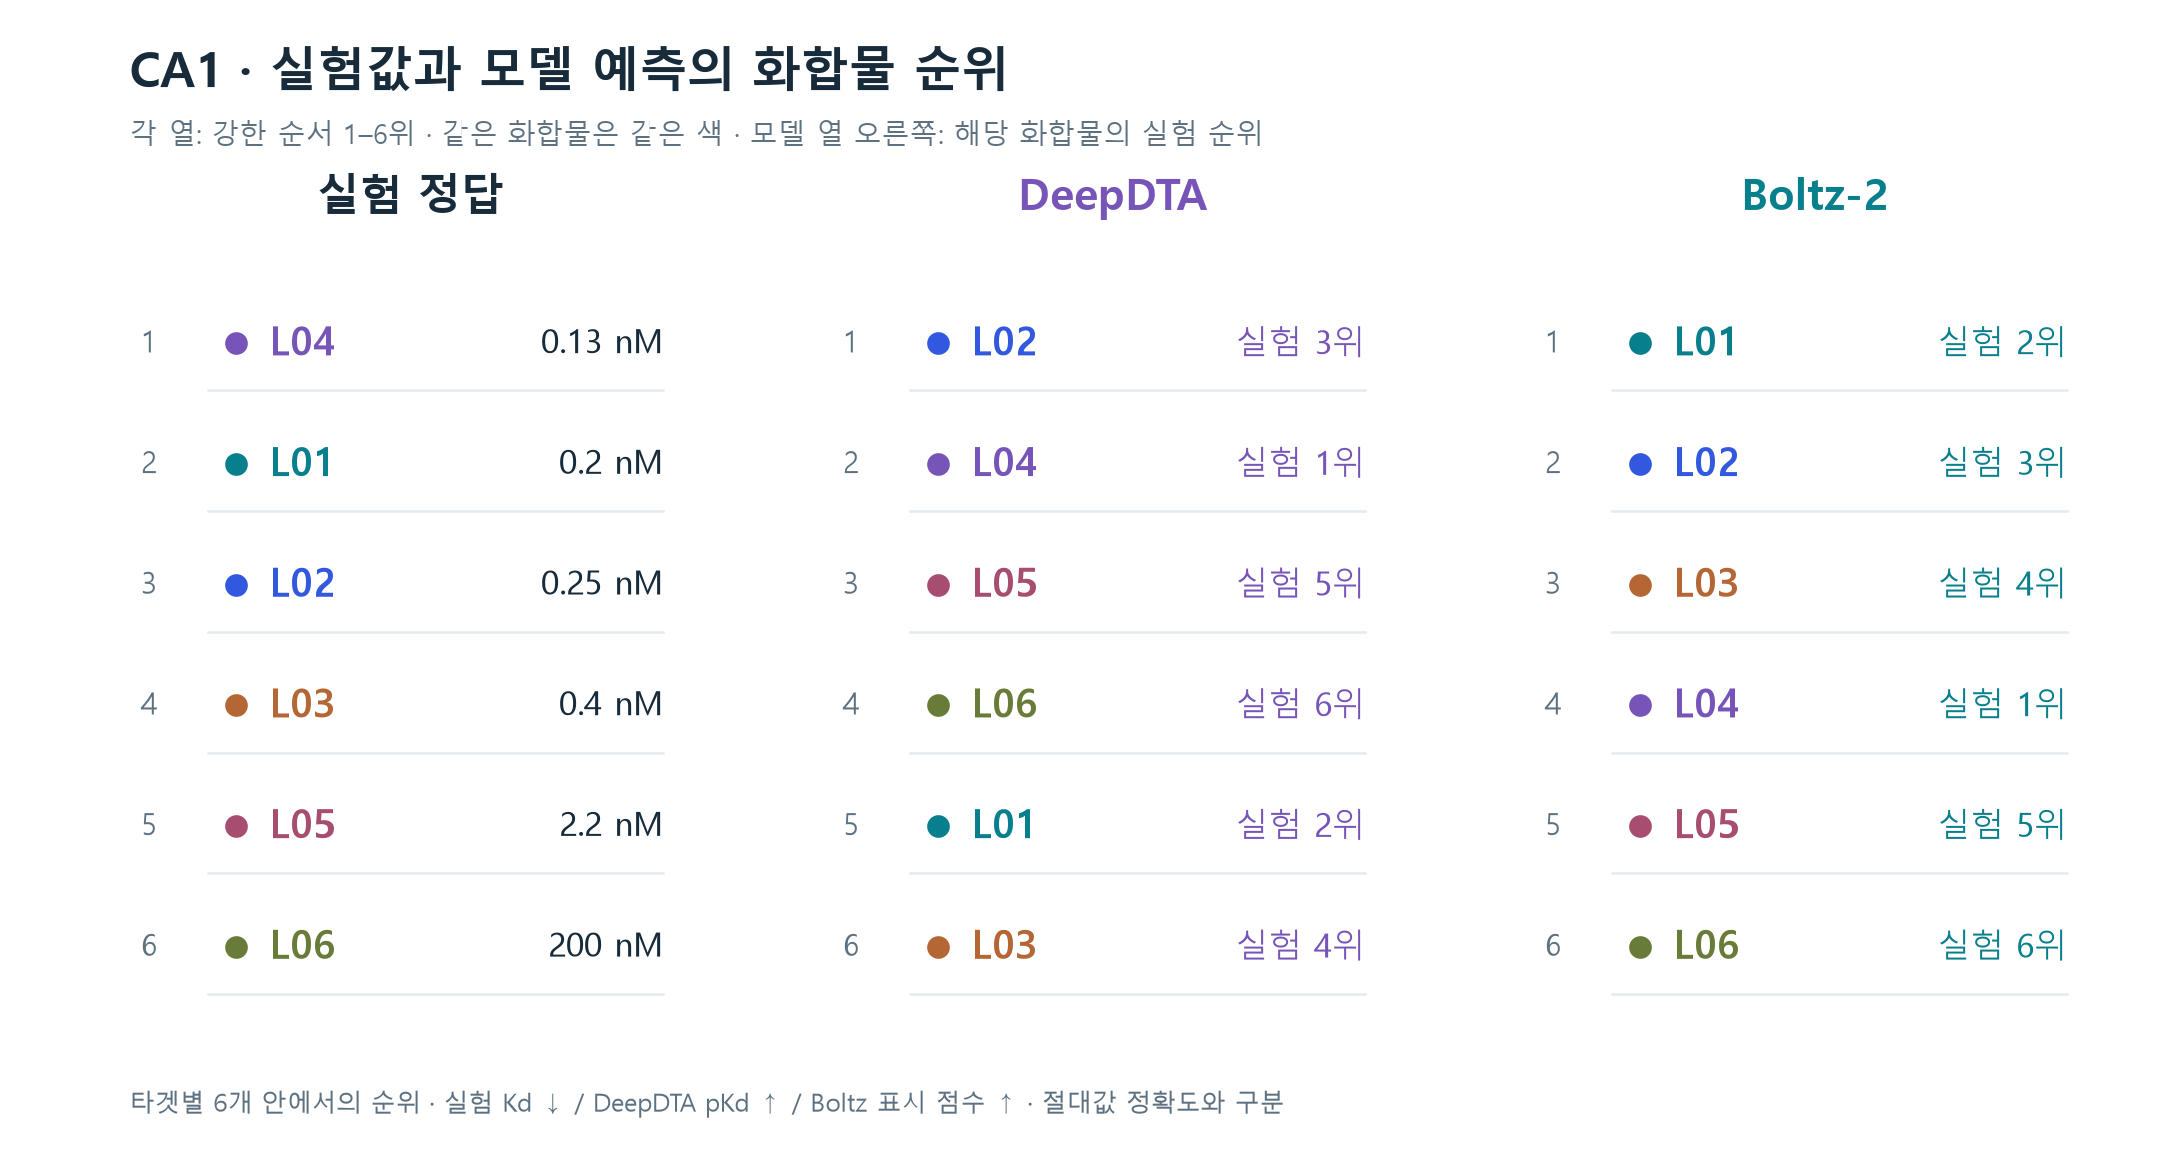 CA1 · 실험값과 모델 예측의 화합물 순위
각 열: 강한 순서 1–6위 · 같은 화합물은 같은 색 · 모델 열 오른쪽: 해당 화합물의 실험 순위
실험 정답 DeepDTA Boltz-2
1 L04 0.13 nM 1 L02 실험 3위 1 L01 실험 2위
2 L01 0.2 nM 2 L04 실험 1위 2 L02 실험 3위
3 L02 0.25 nM 3 L05 실험 5위 3 L03 실험 4위
4 L03 0.4 nM 4 L06 실험 6위 4 L04 실험 1위
5 L05 2.2 nM 5 L01 실험 2위 5 L05 실험 5위
6 L06 200 nM 6 L03 실험 4위 6 L06 실험 6위
타겟별 6개 안에서의 순위 · 실험 Kd ↓ / DeepDTA pKd ↑ / Boltz 표시 점수 ↑ · 절대값 정확도와 구분